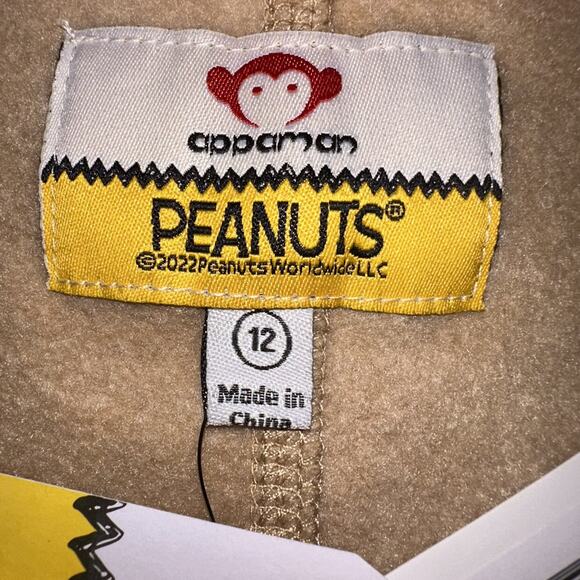 appaman
PEANUTS®
©2022PeanutsWorldwideLLC
12
Made in
China